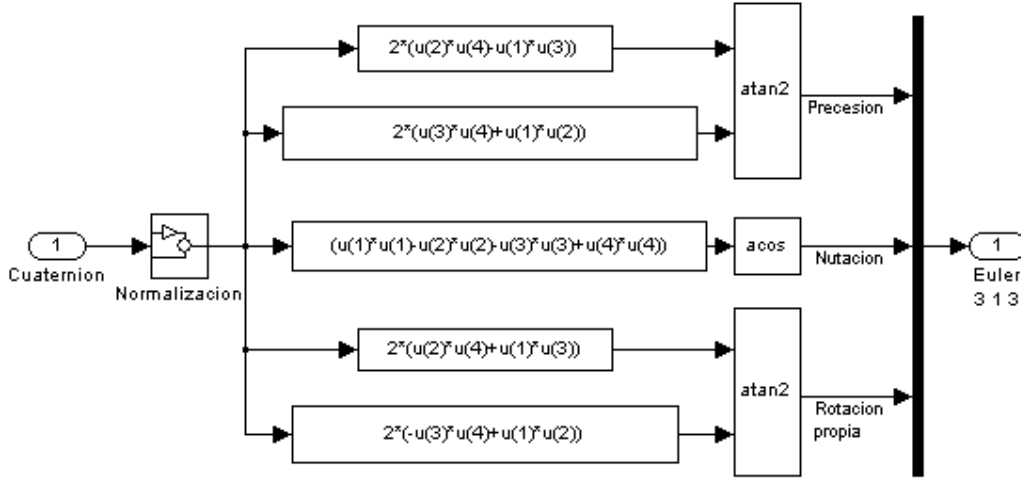 2*(u(2)*u(4)-u(1)*u(3))
atan2
Precesion
2*(u(3)*u(4)+u(1)*u(2))
1
Cuaternion
Normalizacion
(u(1)*u(1)-u(2)*u(2)-u(3)*u(3)+u(4)*u(4))
acos
Nutacion
1
Euler
3 1 3
2*(u(2)*u(4)+u(1)*u(3))
atan2
Rotacion
propia
2*(-u(3)*u(4)+u(1)*u(2))